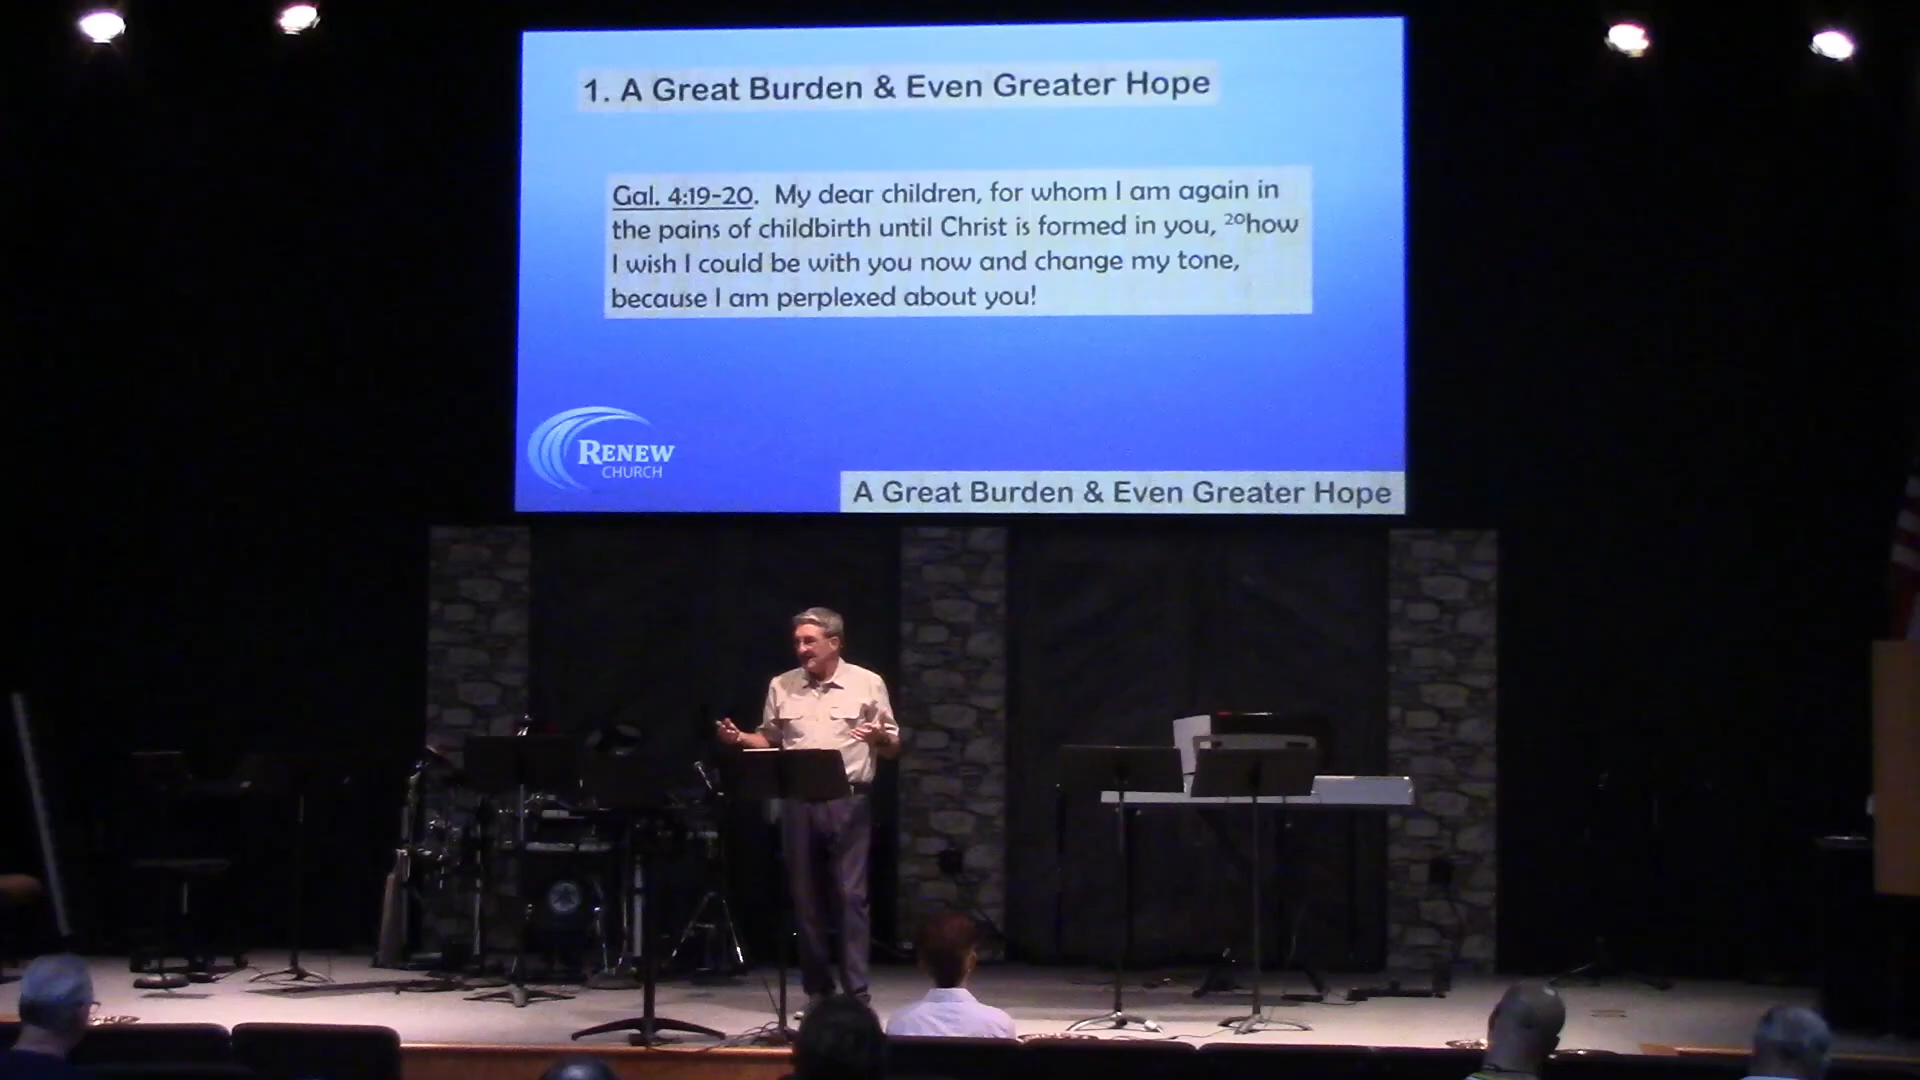 1. A Great Burden & Even Greater Hope
Gal. 4:19-20. My dear children, for whom I am again in
the pains of childbirth until Christ is formed in you, ²⁰how
I wish I could be with you now and change my tone,
because I am perplexed about you!
RENEW
CHURCH
A Great Burden & Even Greater Hope